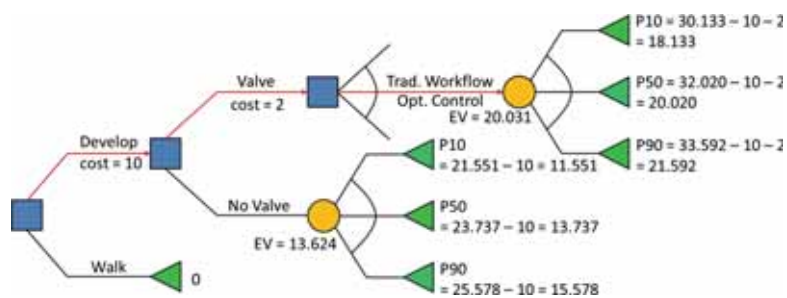 P10 = 30.133 – 10 – 2
= 18.133
Valve
cost = 2
Trad. Workflow
Opt. Control
EV = 20.031
P50 = 32.020 – 10 – 2
= 20.020
Develop
cost = 10
P10
= 21.551 – 10 = 11.551
P90 = 33.592 – 10 – 2
= 21.592
No Valve
EV = 13.624
P50
= 23.737 – 10 = 13.737
Walk
0
P90
= 25.578 – 10 = 15.578